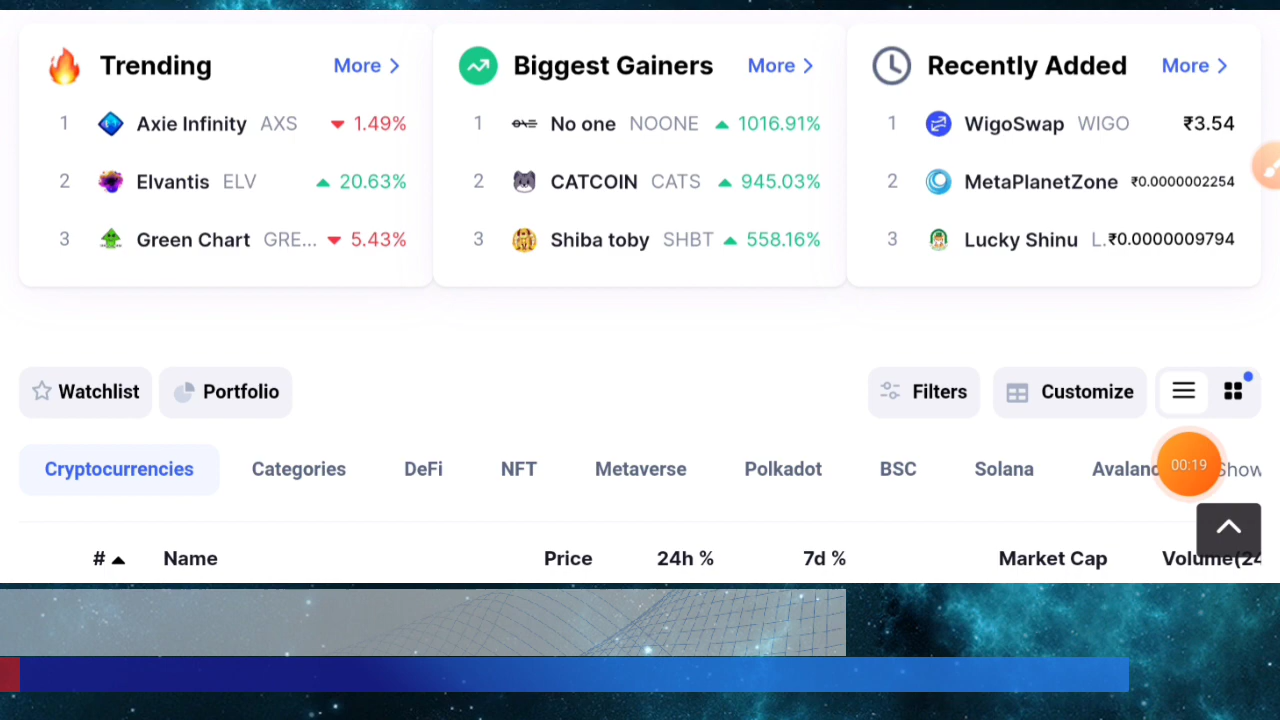 Trending More
1 Axie Infinity AXS 1.49%
2 Elvantis ELV 20.63%
3 Green Chart GRE... 5.43%
Biggest Gainers More
1 No one NOONE 1016.91%
2 CATCOIN CATS 945.03%
3 Shiba toby SHBT 558.16%
Recently Added More
1 WigoSwap WIGO ₹3.54
2 MetaPlanetZone ₹0.0000002254
3 Lucky Shinu L.₹0.0000009794
Watchlist Portfolio Filters Customize
Cryptocurrencies Categories DeFi NFT Metaverse Polkadot BSC Solana Avalanc 00:19 Show
# Name Price 24h % 7d % Market Cap Volume(24